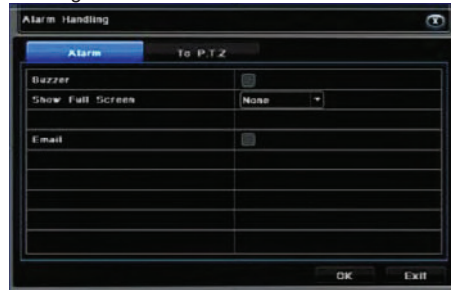 Alarm Handling
Alarm To P.T.Z
Buzzer
Show Full Screen None
Email
OK Exit